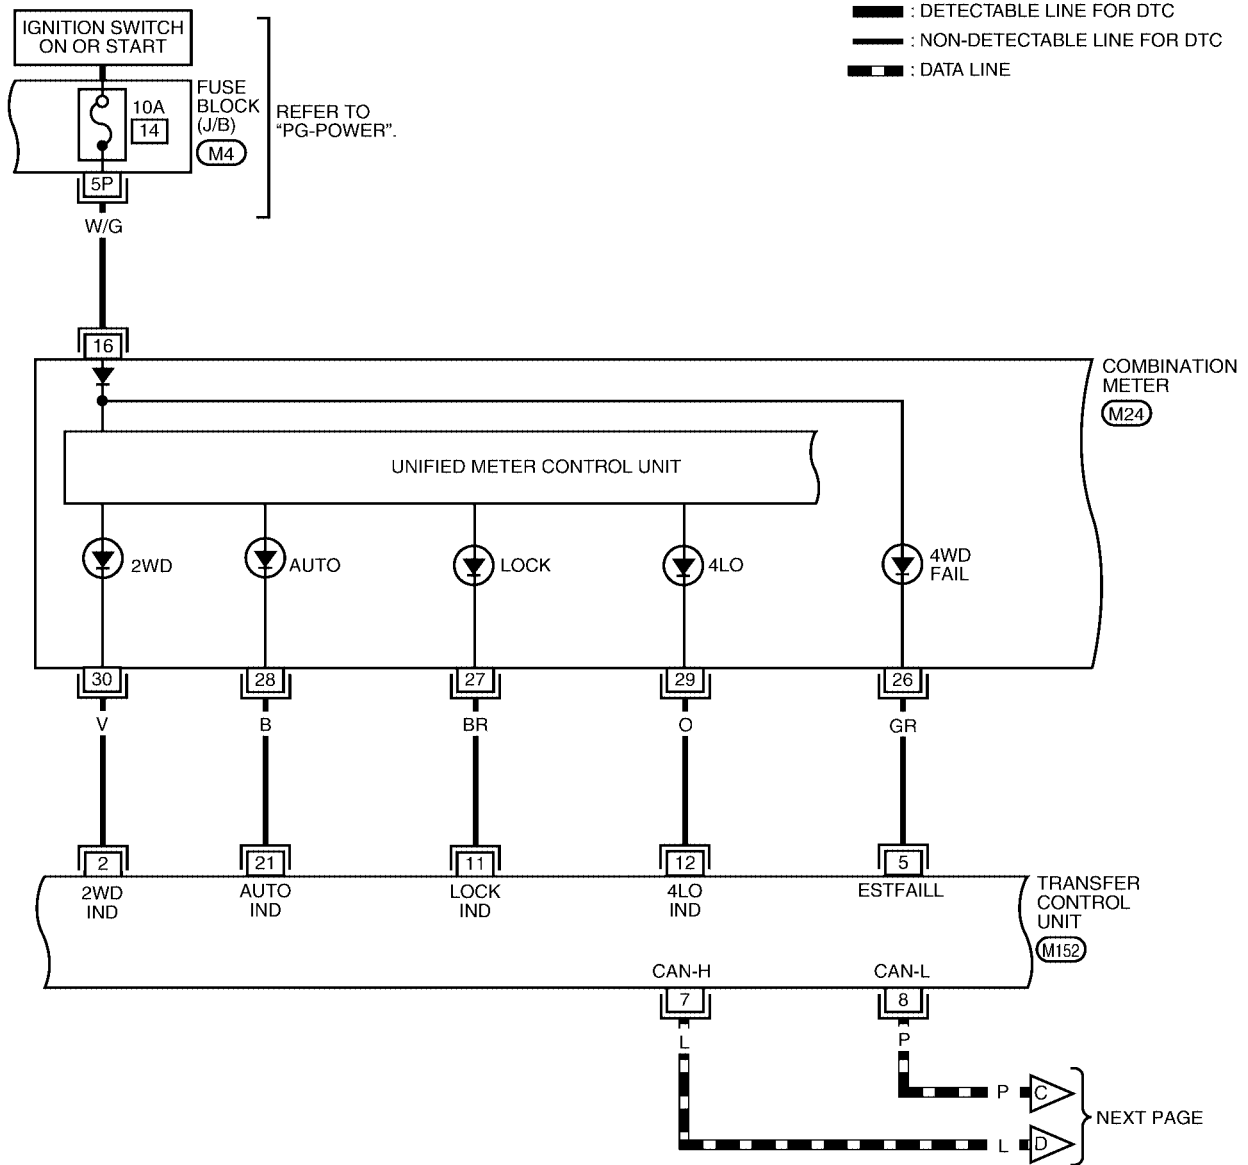 IGNITION SWITCH
ON OR START
: DETECTABLE LINE FOR DTC
: NON-DETECTABLE LINE FOR DTC
: DATA LINE
10A
14
FUSE
BLOCK
(J/B)
M4
REFER TO
"PG-POWER".
5P
W/G
16
COMBINATION
METER
M24
UNIFIED METER CONTROL UNIT
2WD
AUTO
LOCK
4LO
4WD
FAIL
30
28
27
29
26
V
B
BR
O
GR
2
21
11
12
5
2WD
IND
AUTO
IND
LOCK
IND
4LO
IND
ESTFAILL
TRANSFER
CONTROL
UNIT
M152
CAN-H
CAN-L
7
8
L
P
P
C
L
D
NEXT PAGE